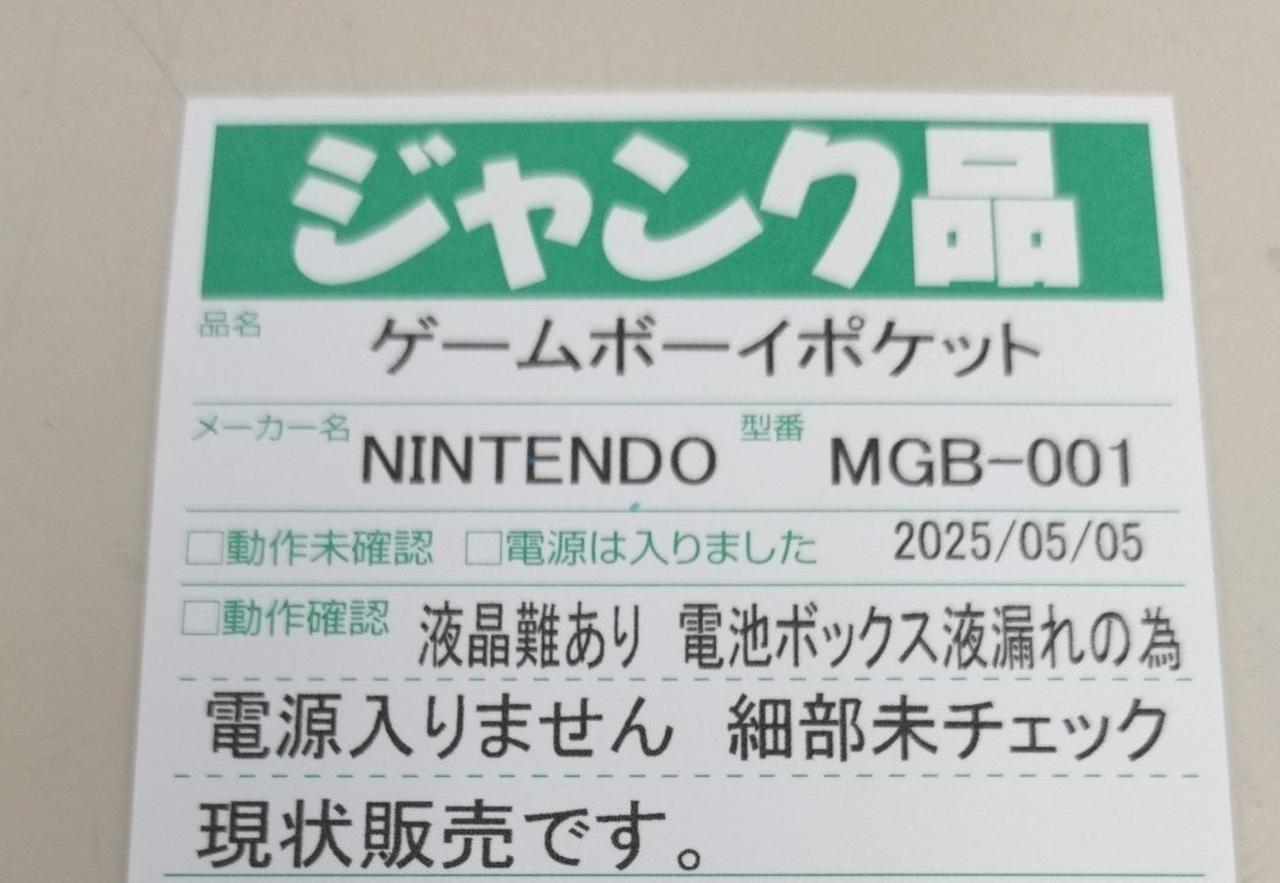 ジャンク品
品名 ゲームボーイポケット
メーカー名 NINTENDO 型番 MGB-001
□動作未確認 □電源は入りました 2025/05/05
□動作確認 液晶難あり 電池ボックス液漏れの為
電源入りません 細部未チェック
現状販売です。